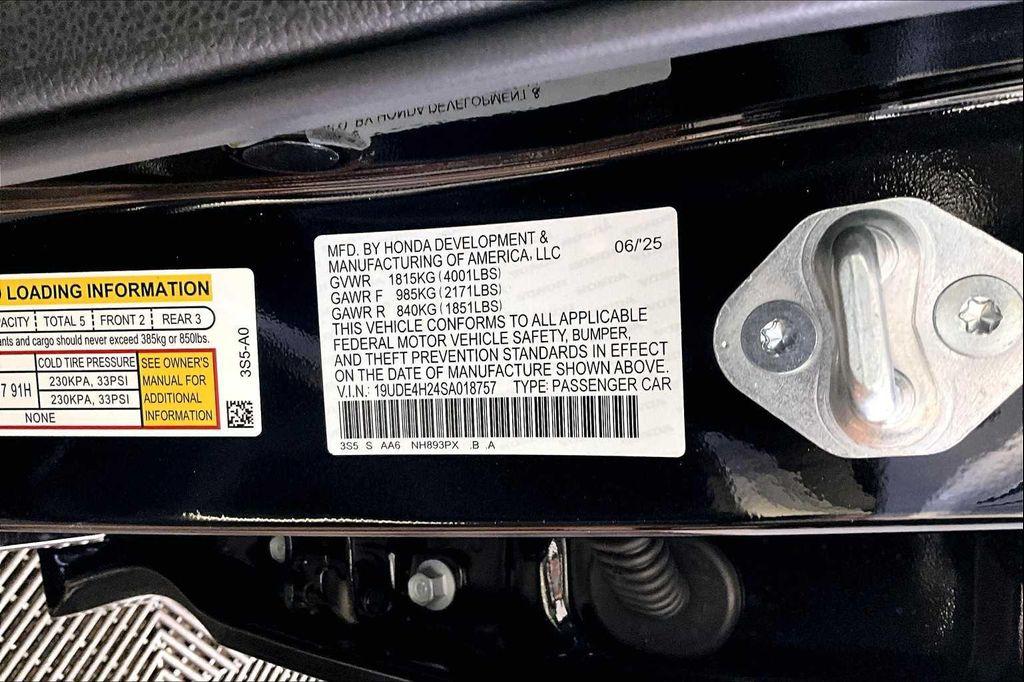 BY HONDA DEVELOPMENT, &
LOADING INFORMATION
TOTAL 5 FRONT 2 REAR 3
and cargo should never exceed 385kg or 850lbs.
COLD TIRE PRESSURE
7 91H 230KPA, 33PSI
230KPA, 33PSI
NONE
SEE OWNER'S
MANUAL FOR
ADDITIONAL
INFORMATION
3S5-A0
MFD. BY HONDA DEVELOPMENT & 06/'25
MANUFACTURING OF AMERICA, LLC
GVWR 1815KG (4001LBS)
GAWR F 985KG (2171LBS)
GAWR R 840KG (1851LBS)
THIS VEHICLE CONFORMS TO ALL APPLICABLE
FEDERAL MOTOR VEHICLE SAFETY, BUMPER,
AND THEFT PREVENTION STANDARDS IN EFFECT
ON THE DATE OF MANUFACTURE SHOWN ABOVE.
V.I.N.: 19UDE4H24SA018757 TYPE: PASSENGER CAR
3S5 S AA6 NH893PX .B .A